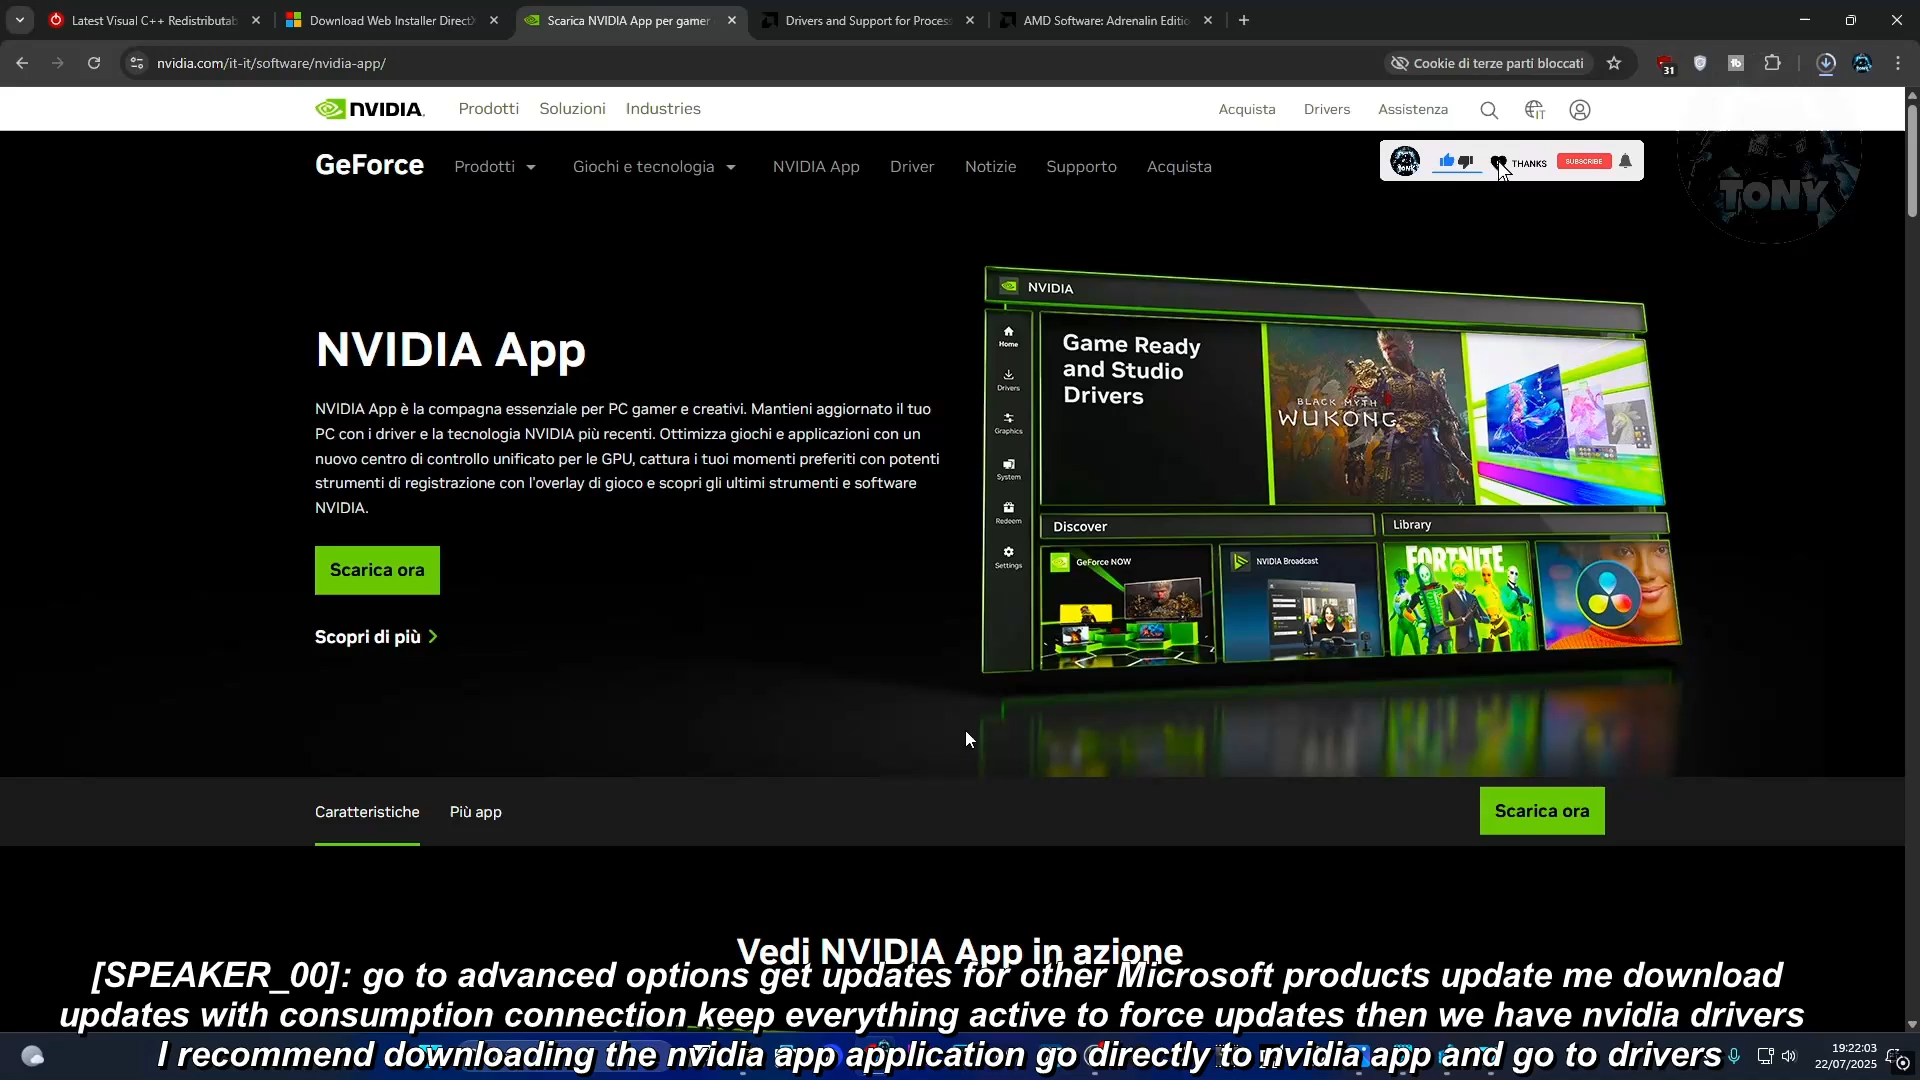 Latest Visual C++ Redistributab
Download Web Installer DirectX
Scarica NVIDIA App per gamer
Drivers and Support for Process
AMD Software: Adrenalin Editio
nvidia.com/it-it/software/nvidia-app/
Cookie di terze parti bloccati
31
NVIDIA.
Prodotti
Soluzioni
Industries
Acquista
Drivers
Assistenza
IT
GeForce
Prodotti
Giochi e tecnologia
NVIDIA App
Driver
Notizie
Supporto
Acquista
THANKS
SUBSCRIBE
TONY
NVIDIA App
NVIDIA App è la compagna essenziale per PC gamer e creativi. Mantieni aggiornato il tuo
PC con i driver e la tecnologia NVIDIA più recenti. Ottimizza giochi e applicazioni con un
nuovo centro di controllo unificato per le GPU, cattura i tuoi momenti preferiti con potenti
strumenti di registrazione con l'overlay di gioco e scopri gli ultimi strumenti e software
NVIDIA.
Scarica ora
Scopri di più
NVIDIA
Home
Drivers
Graphics
System
Redeem
Settings
Game Ready
and Studio
Drivers
BLACK MYTH
WUKONG
Discover
Library
GeForce NOW
NVIDIA Broadcast
FORTNITE
Caratteristiche
Più app
Scarica ora
Vedi NVIDIA App in azione
[SPEAKER_00]: go to advanced options get updates for other Microsoft products update me download
updates with consumption connection keep everything active to force updates then we have nvidia drivers
I recommend downloading the nvidia app application go directly to nvidia app and go to drivers
19:22:03
22/07/2025